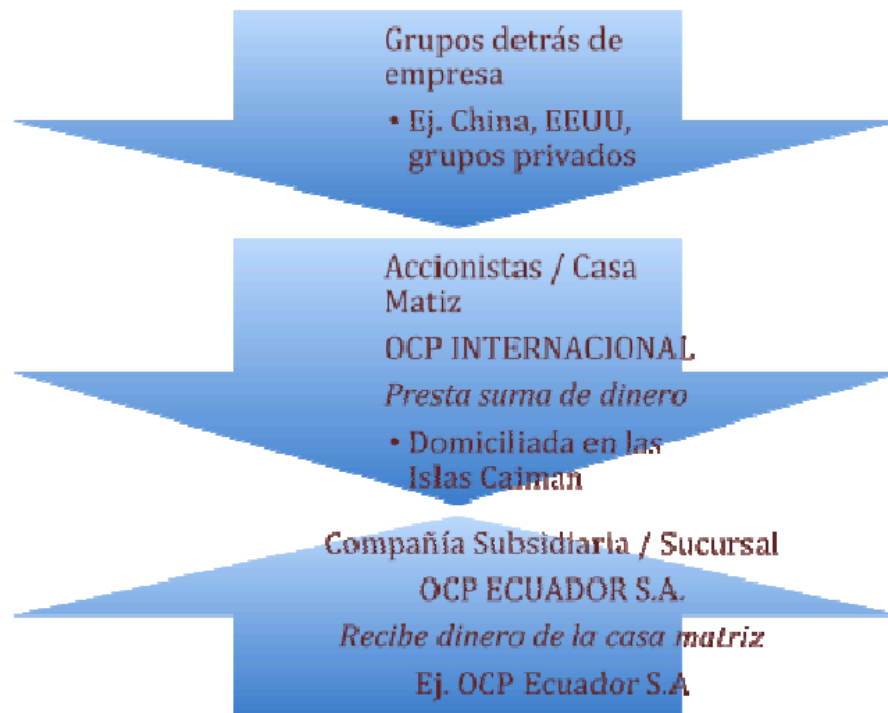 Grupos detrás de
empresa
• Ej. China, EEUU,
grupos privados
Accionistas / Casa
Matiz
OCP INTERNACIONAL
Presta suma de dinero
• Domiciliada en las
Islas Caiman
Compañía Subsidiaria / Sucursal
OCP ECUADOR S.A.
Recibe dinero de la casa matriz
Ej. OCP Ecuador S.A